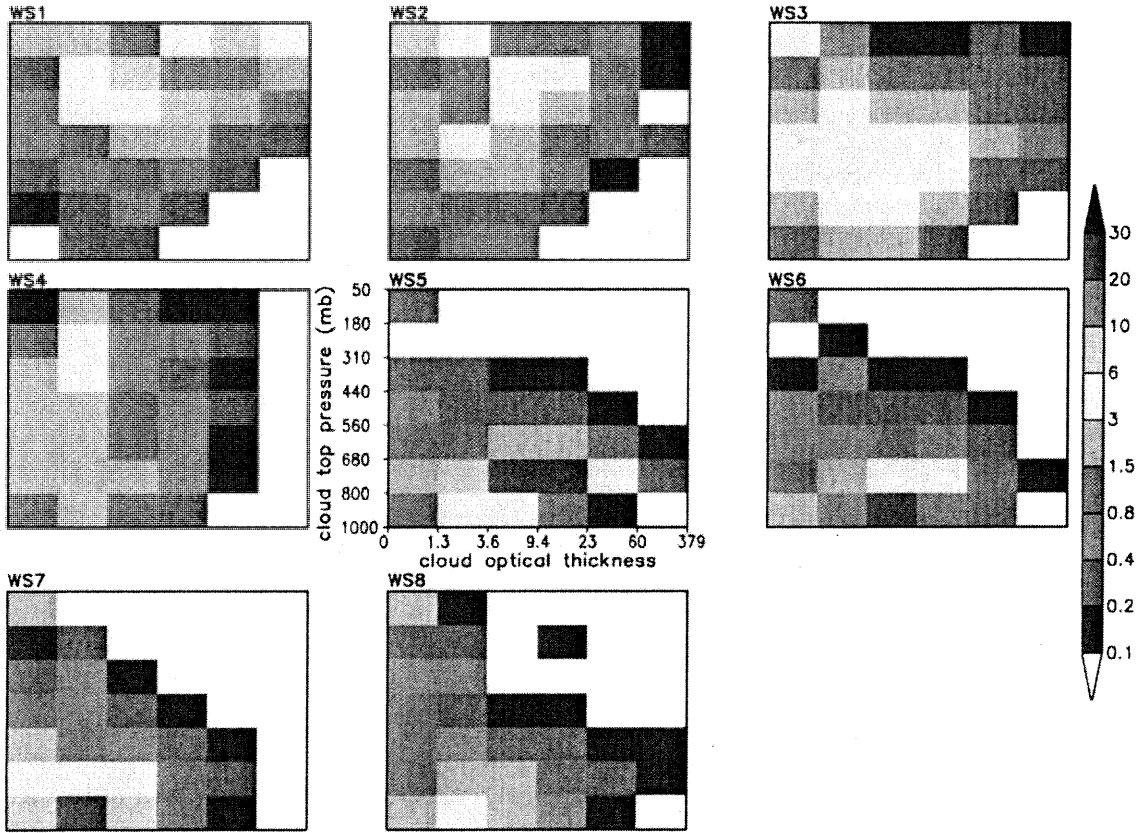 WS1
WS2
WS3
WS4
WS5
WS6
50
180
310
440
560
680
800
1000
cloud top pressure (mb)
0 1.3 3.6 9.4 23 60 379
cloud optical thickness
30
20
10
6
3
1.5
0.8
0.4
0.2
0.1
WS7
WS8